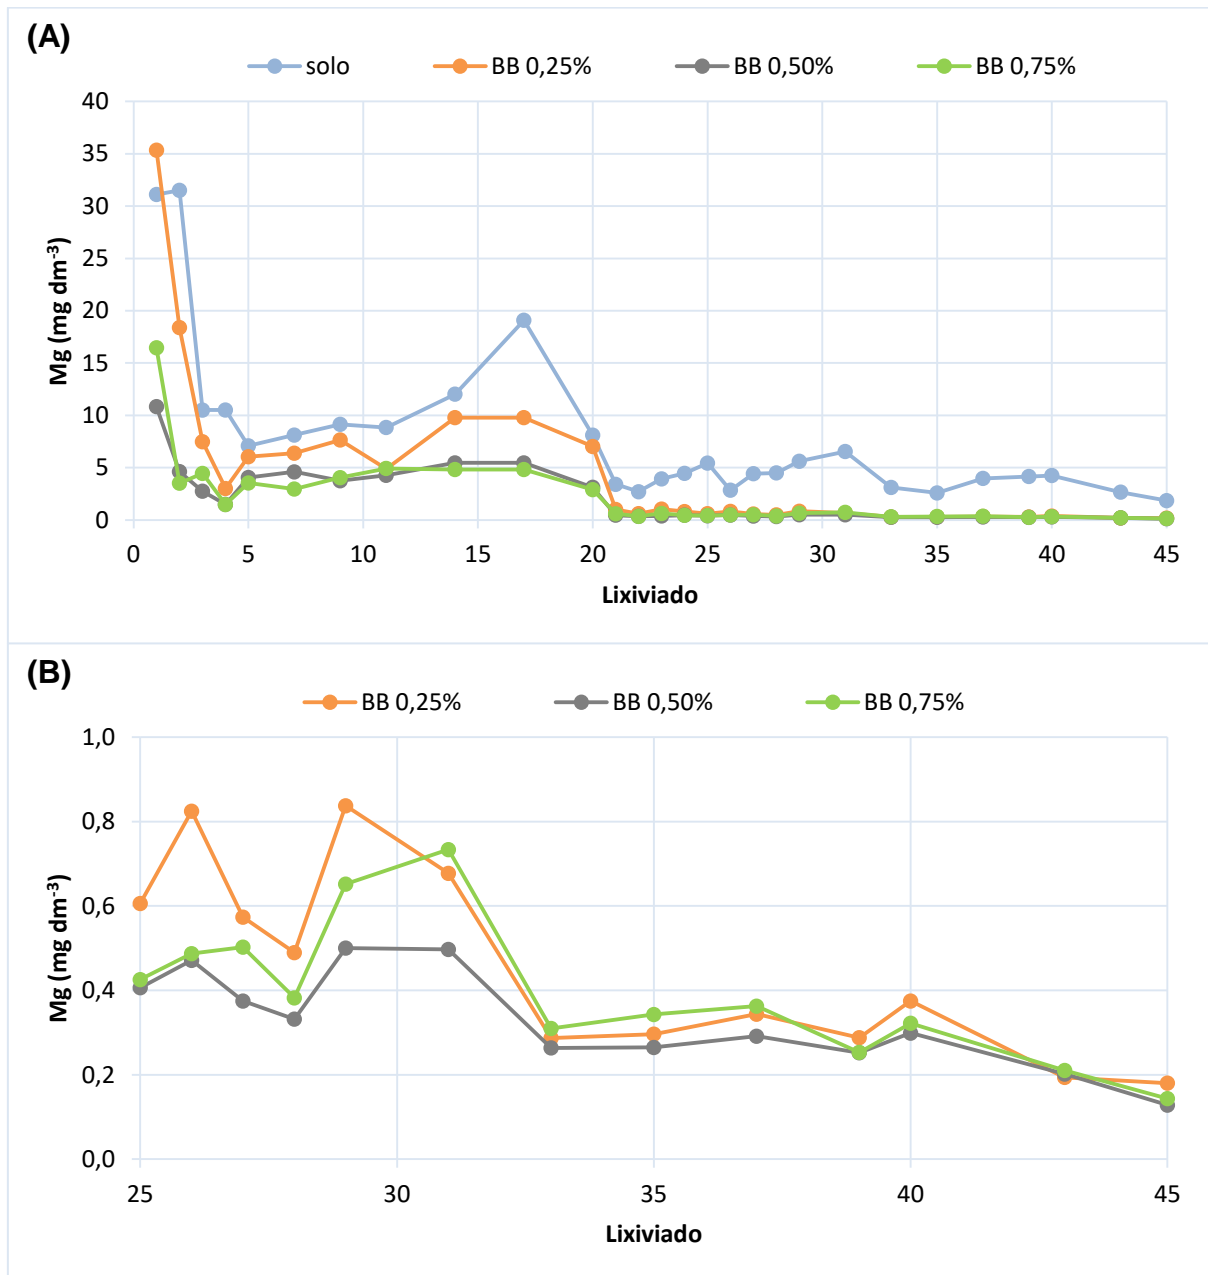 (A)
solo BB 0,25% BB 0,50% BB 0,75%
40
35
30
25
20
15
10
5
0
Mg (mg dm-3)
0 5 10 15 20 25 30 35 40 45
Lixiviado
(B)
BB 0,25% BB 0,50% BB 0,75%
1,0
0,8
0,6
0,4
0,2
0,0
Mg (mg dm-3)
25 30 35 40 45
Lixiviado